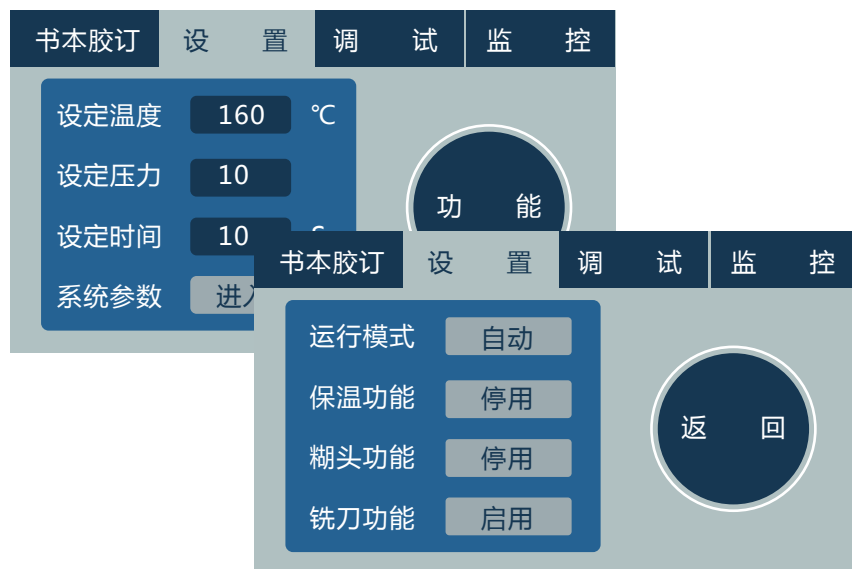 书本胶订 设 置 调 试 监 控
设定温度 160 ℃
设定压力 10
功 能
设定时间 10
系统参数
书本胶订 设 置 调 试 监 控
运行模式 自动
保温功能 停用
返 回
糊头功能 停用
铣刀功能 启用